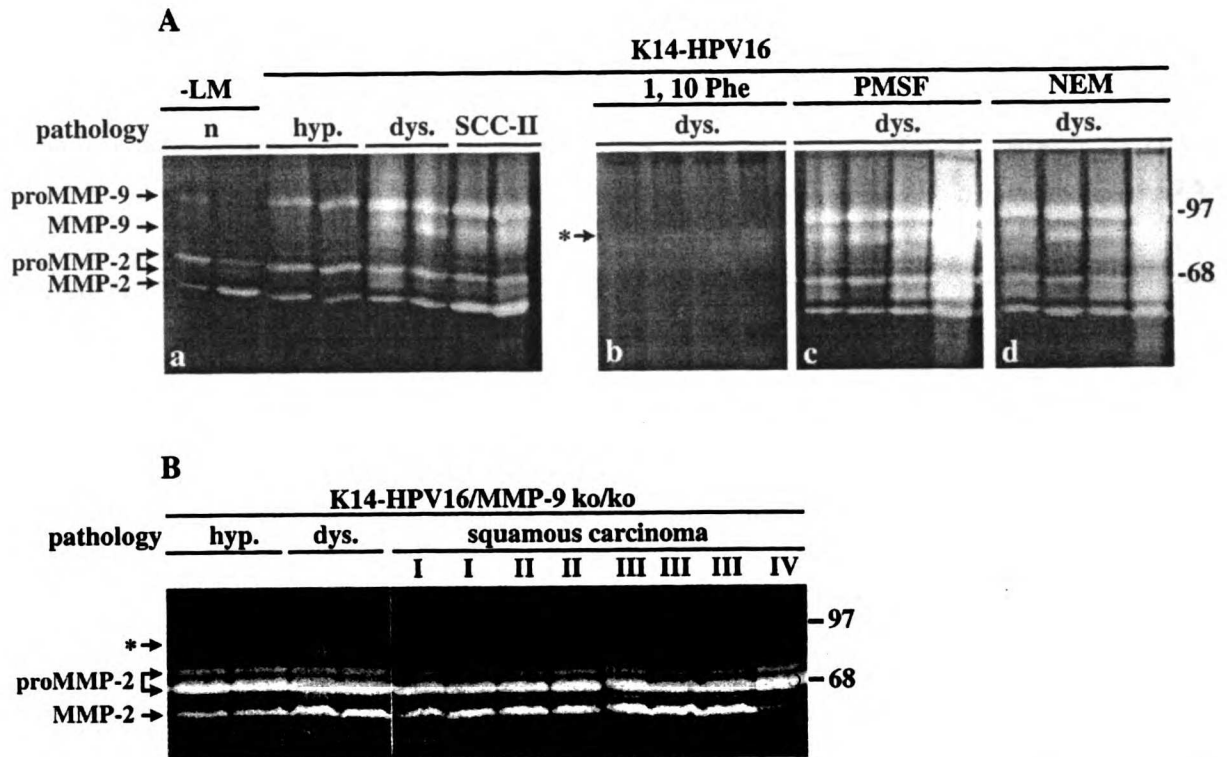 A
K14-HPV16
-LM
1, 10 Phe
PMSF
NEM
pathology
n
hyp.
dys.
SCC-II
dys.
dys.
dys.
proMMP-9
MMP-9
proMMP-2
MMP-2
*
-97
-68
a
b
c
d
B
K14-HPV16/MMP-9 ko/ko
pathology
hyp.
dys.
squamous carcinoma
I I II II III III III IV
*
proMMP-2
MMP-2
97
68